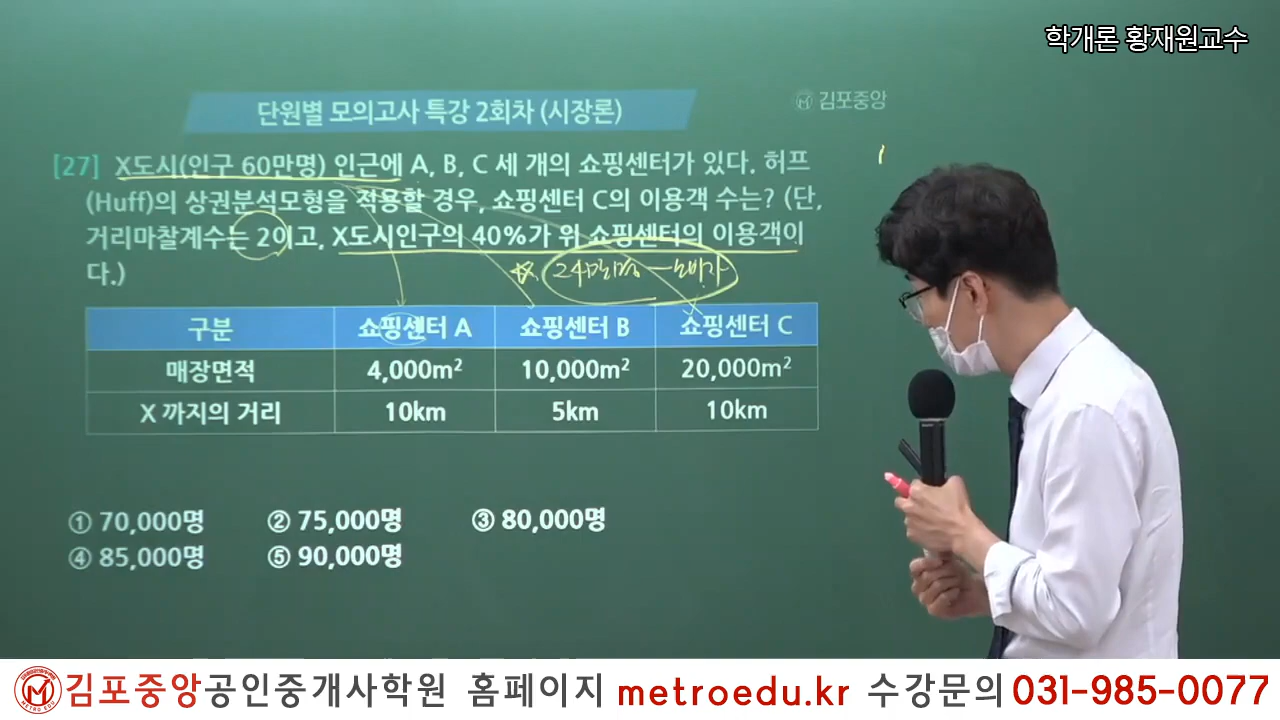 학개론 황재원교수
단원별 모의고사 특강 2회차 (시장론)
김포중앙
[27] X도시(인구 60만명) 인근에 A, B, C 세 개의 쇼핑센터가 있다. 허프
(Huff)의 상권분석모형을 적용할 경우, 쇼핑센터 C의 이용객 수는? (단,
거리마찰계수는 2이고, X도시인구의 40%가 위 쇼핑센터의 이용객이
다.)
24만명 소비자
구분 쇼핑센터 A 쇼핑센터 B 쇼핑센터 C
매장면적 4,000m² 10,000m² 20,000m²
X 까지의 거리 10km 5km 10km
① 70,000명 ② 75,000명 ③ 80,000명
④ 85,000명 ⑤ 90,000명
김포중앙공인중개사학원 홈페이지 metroedu.kr 수강문의 031-985-0077